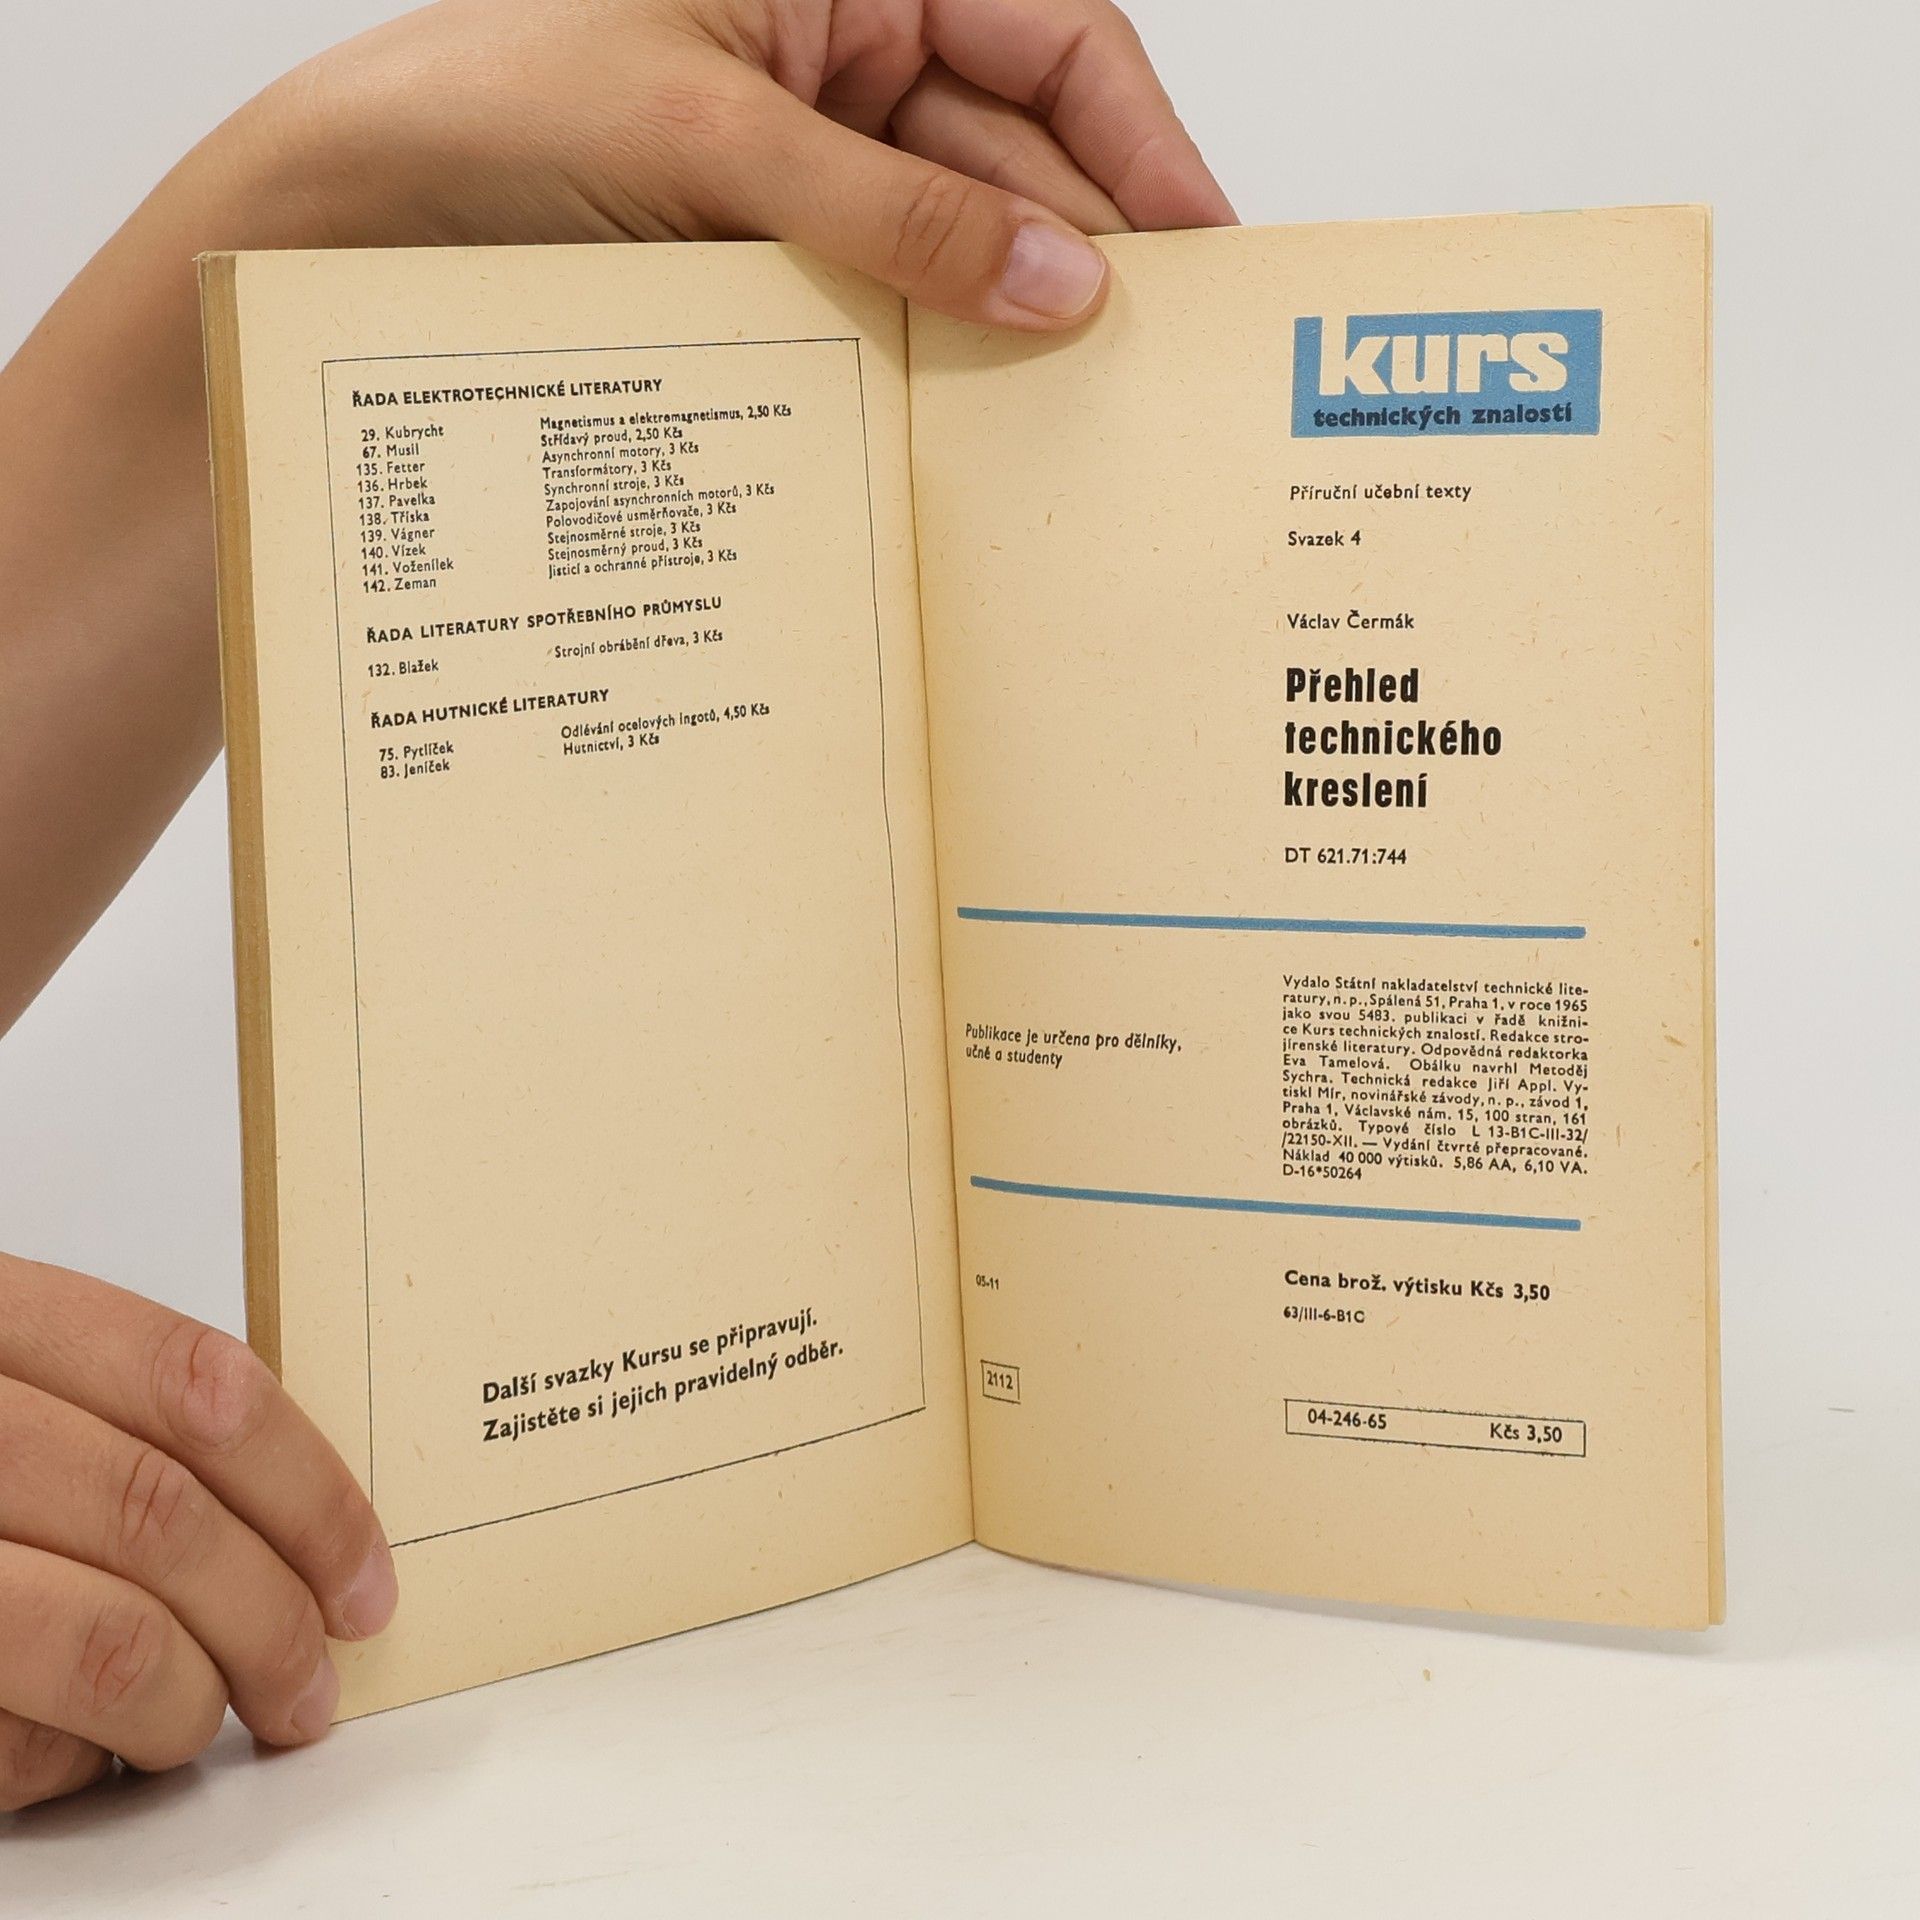 ŘADA ELEKTROTECHNICKÉ LITERATURY
29. Kubrycht Magnetismus a elektromagnetismus, 2,50 Kčs
67. Musil Střídavý proud, 2,50 Kčs
135. Fetter Asynchronní motory, 3 Kčs
136. Hrbek Transformátory, 3 Kčs
137. Pavelka Synchronní stroje, 3 Kčs
138. Tříska Zapojování asynchronních motorů, 3 Kčs
139. Vágner Polovodičové usměrňovače, 3 Kčs
140. Vízek Stejnosměrné stroje, 3 Kčs
141. Voženílek Stejnosměrný proud, 3 Kčs
142. Zeman Jisticí a ochranné přístroje, 3 Kčs
ŘADA LITERATURY SPOTŘEBNÍHO PRŮMYSLU
132. Blažek Strojní obrábění dřeva, 3 Kčs
ŘADA HUTNICKÉ LITERATURY
75. Pytlíček Odlévání ocelových ingotů, 4,50 Kčs
83. Jeníček Hutnictví, 3 Kčs
Další svazky Kursu se připravují.
Zajistěte si jejich pravidelný odběr.
kurs
technických znalostí
Příruční učební texty
Svazek 4
Václav Čermák
Přehled
technického
kreslení
DT 621.71:744
Publikace je určena pro dělníky,
učně a studenty
Vydalo Státní nakladatelství technické lite-
ratury, n. p., Spálená 51, Praha 1, v roce 1965
jako svou 5483. publikaci v řadě knižni-
ce Kurs technických znalostí. Redakce stro-
jírenské literatury. Odpovědná redaktorka
Eva Tamelová. Obálku navrhl Metoděj
Sychra. Technická redakce Jiří Appl. Vy-
tiskl Mír, novinářské závody, n. p., závod 1,
Praha 1, Václavské nám. 15, 100 stran, 161
obrázků. Typové číslo L 13-B1C-III-32/
/22150-XII. — Vydání čtvrté přepracované.
Náklad 40 000 výtisků. 5,86 AA, 6,10 VA.
D-16*50264
05-11
Cena brož. výtisku Kčs 3,50
63/III-6-B1C
2112
04-246-65 Kčs 3,50